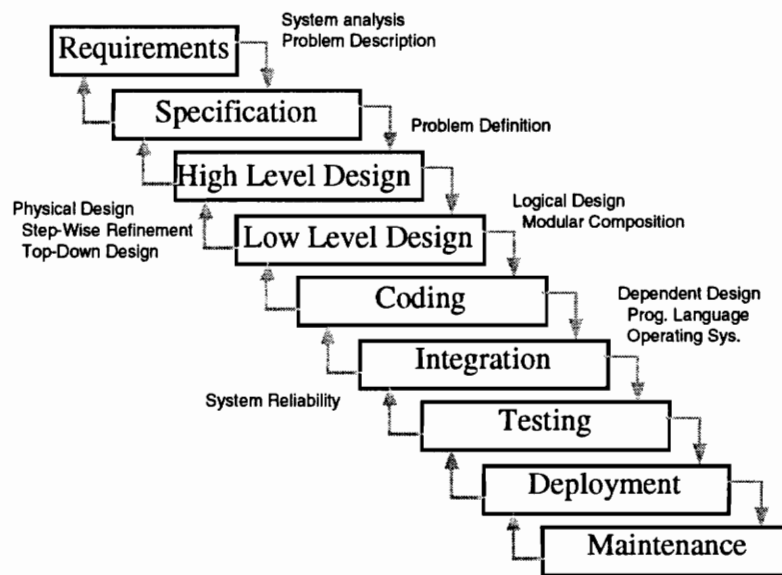 System analysis
Problem Description
Requirements
Specification
Problem Definition
High Level Design
Logical Design
Modular Composition
Physical Design
Step-Wise Refinement
Top-Down Design
Low Level Design
Coding
Dependent Design
Prog. Language
Operating Sys.
Integration
System Reliability
Testing
Deployment
Maintenance